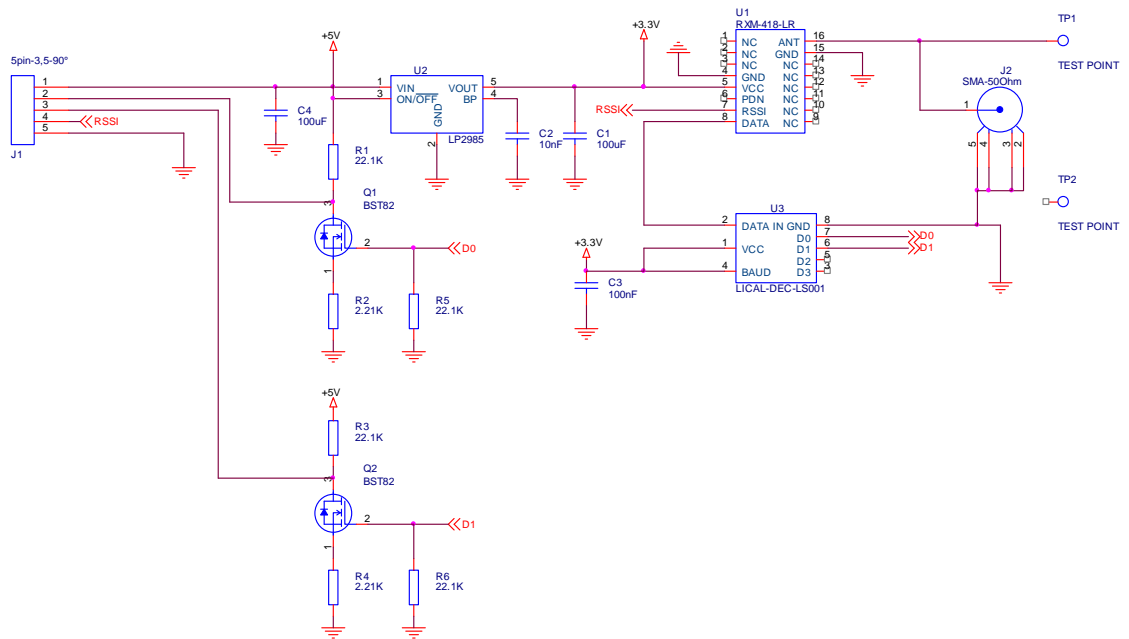 5pin-3,5-90°
1
2
3
4
5
J1
RSSI
+5V
C4
100uF
U2
1
3
VIN
ON/OFF
GND
VOUT
BP
5
4
2
LP2985
C2
10nF
C1
100uF
+3.3V
RSSI
U1
RXM-418-LR
1
2
3
4
5
6
7
8
NC
NC
NC
GND
VCC
PDN
RSSI
DATA
ANT
GND
NC
NC
NC
NC
NC
NC
16
15
14
13
12
11
10
9
TP1
TEST POINT
J2
SMA-50Ohm
1
5
4
3
2
TP2
TEST POINT
R1
22.1K
Q1
BST82
3
2
1
D0
R2
2.21K
R5
22.1K
+3.3V
C3
100nF
U3
2
1
4
DATA IN
VCC
BAUD
GND
D0
D1
D2
D3
8
7
6
5
3
LICAL-DEC-LS001
D0
D1
+5V
R3
22.1K
Q2
BST82
3
2
1
D1
R4
2.21K
R6
22.1K